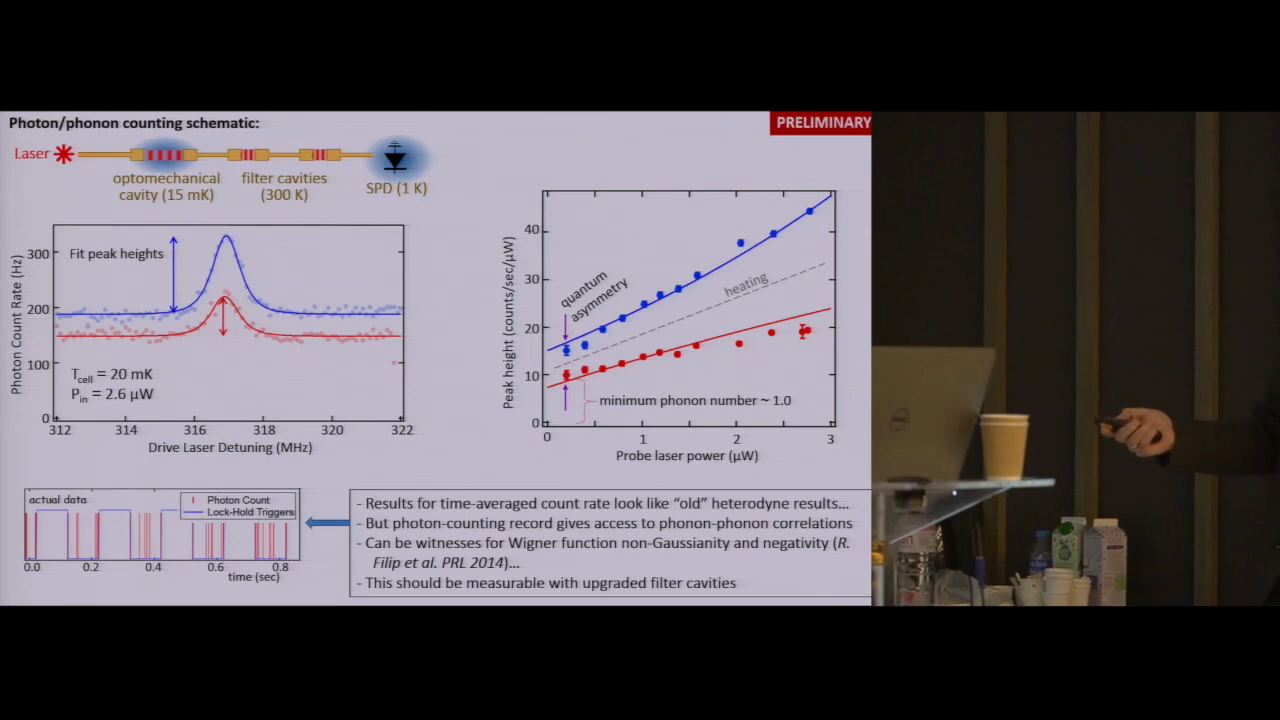 Photon/phonon counting schematic:
PRELIMINARY
Laser
optomechanical
cavity (15 mK)
filter cavities
(300 K)
SPD (1 K)
Photon Count Rate (Hz)
300
200
100
0
Fit peak heights
Tcell = 20 mK
Pin = 2.6 µW
312 314 316 318 320 322
Drive Laser Detuning (MHz)
Peak height (counts/sec/µW)
40
30
20
10
0
quantum
asymmetry
heating
minimum phonon number ~ 1.0
0 1 2 3
Probe laser power (µW)
actual data
Photon Count
Lock-Hold Triggers
0.0 0.2 0.4 0.6 0.8
time (sec)
- Results for time-averaged count rate look like “old” heterodyne results…
- But photon-counting record gives access to phonon-phonon correlations
- Can be witnesses for Wigner function non-Gaussianity and negativity (R.
Filip et al. PRL 2014)…
- This should be measurable with upgraded filter cavities